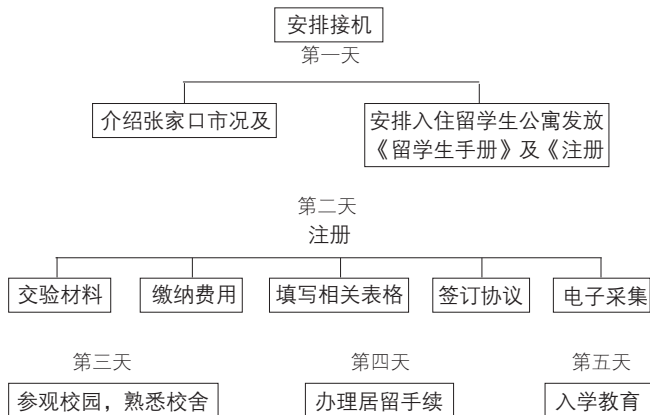 安排接机
第一天
介绍张家口市况及
安排入住留学生公寓发放
《留学生手册》及《注册
第二天
注册
交验材料
缴纳费用
填写相关表格
签订协议
电子采集
第三天
第四天
第五天
参观校园，熟悉校舍
办理居留手续
入学教育